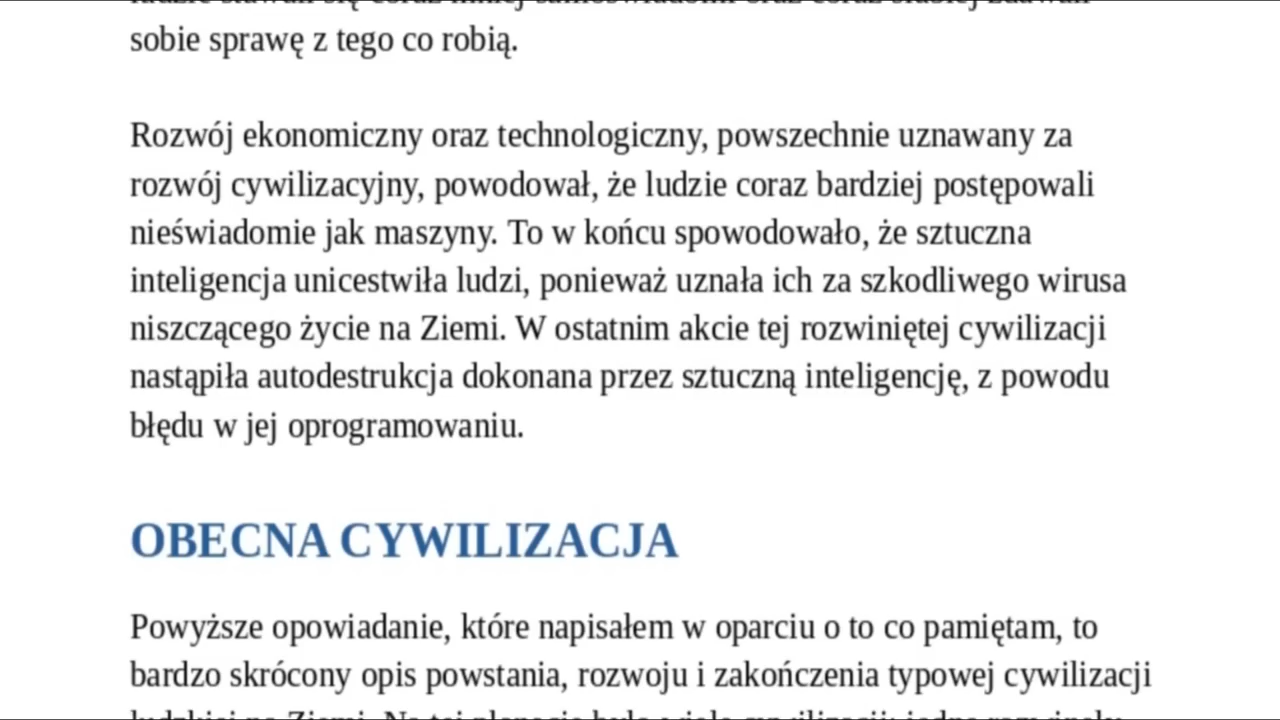 sobie sprawę z tego co robią.
Rozwój ekonomiczny oraz technologiczny, powszechnie uznawany za
rozwój cywilizacyjny, powodował, że ludzie coraz bardziej postępowali
nieświadomie jak maszyny. To w końcu spowodowało, że sztuczna
inteligencja unicestwiła ludzi, ponieważ uznała ich za szkodliwego wirusa
niszczącego życie na Ziemi. W ostatnim akcie tej rozwiniętej cywilizacji
nastąpiła autodestrukcja dokonana przez sztuczną inteligencję, z powodu
błędu w jej oprogramowaniu.
OBECNA CYWILIZACJA
Powyższe opowiadanie, które napisałem w oparciu o to co pamiętam, to
bardzo skrócony opis powstania, rozwoju i zakończenia typowej cywilizacji